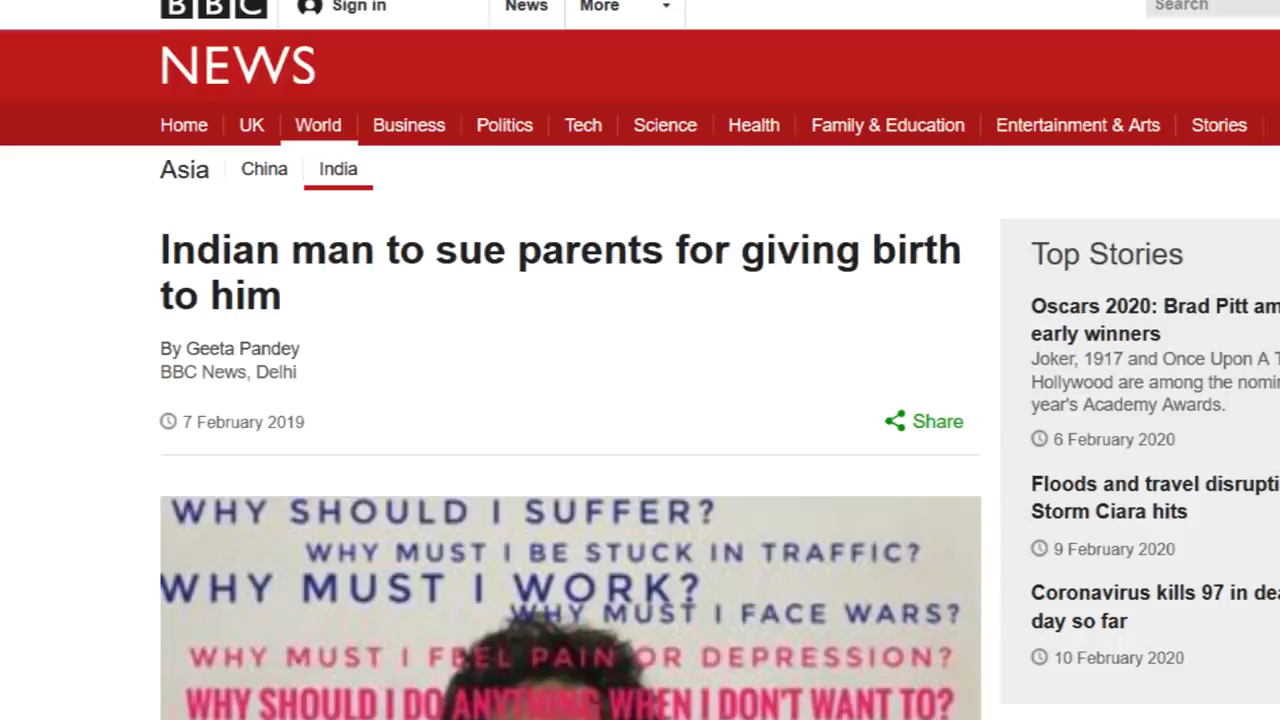 BBC
Sign in
News
More
Search
NEWS
Home
UK
World
Business
Politics
Tech
Science
Health
Family & Education
Entertainment & Arts
Stories
Asia
China
India
Indian man to sue parents for giving birth
to him
By Geeta Pandey
BBC News, Delhi
7 February 2019
Share
WHY SHOULD I SUFFER?
WHY MUST I BE STUCK IN TRAFFIC?
WHY MUST I WORK?
WHY MUST I FACE WARS?
WHY MUST I FEEL PAIN OR DEPRESSION?
WHY SHOULD I DO ANYTHING WHEN I DON'T WANT TO?
Top Stories
Oscars 2020: Brad Pitt
early winners
Joker, 1917 and Once Upon A
Hollywood are among the
year's Academy Awards.
6 February 2020
Floods and travel
Storm Ciara hits
9 February 2020
Coronavirus kills 97 in
day so far
10 February 2020